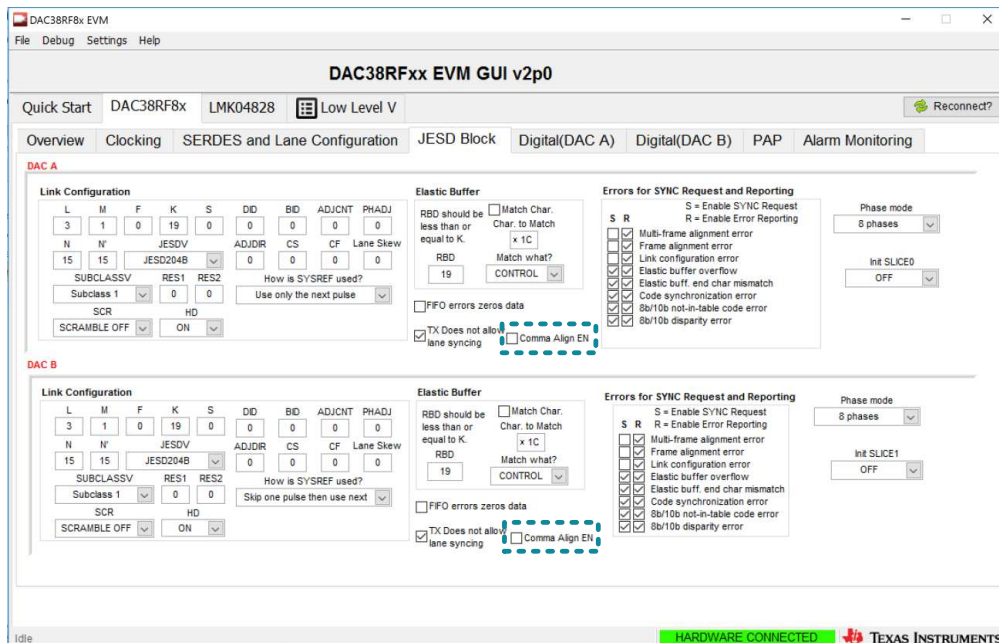 DAC38RF8x EVM
File Debug Settings Help
DAC38RFxx EVM GUI v2p0
Quick Start DAC38RF8x LMK04828 Low Level V Reconnect?
Overview Clocking SERDES and Lane Configuration JESD Block Digital(DAC A) Digital(DAC B) PAP Alarm Monitoring
DAC A
Link Configuration
L M F K S DID BID ADJCNT PHADJ
3 1 0 19 0 0 0 0 0
N N' JESDV ADJDIR CS CF Lane Skew
15 15 JESD204B 0 0 0 0
SUBCLASSV RES1 RES2 How is SYSREF used?
Subclass 1 0 0 Use only the next pulse
SCR HD
SCRAMBLE OFF ON
Elastic Buffer
RBD should be less than or equal to K.
Match Char.
Char. to Match
× 1C
RBD Match what?
19 CONTROL
FIFO errors zeros data
TX Does not allow lane syncing
Comma Align EN
Errors for SYNC Request and Reporting
S = Enable SYNC Request
S R R = Enable Error Reporting
Multi-frame alignment error
Frame alignment error
Link configuration error
Elastic buffer overflow
Elastic buff. end char mismatch
Code synchronization error
8b/10b not-in-table code error
8b/10b disparity error
Phase mode
8 phases
Init SLICE0
OFF
DAC B
Link Configuration
L M F K S DID BID ADJCNT PHADJ
3 1 0 19 0 0 0 0 0
N N' JESDV ADJDIR CS CF Lane Skew
15 15 JESD204B 0 0 0 0
SUBCLASSV RES1 RES2 How is SYSREF used?
Subclass 1 0 0 Skip one pulse then use next
SCR HD
SCRAMBLE OFF ON
Elastic Buffer
RBD should be less than or equal to K.
Match Char.
Char. to Match
× 1C
RBD Match what?
19 CONTROL
FIFO errors zeros data
TX Does not allow lane syncing
Comma Align EN
Errors for SYNC Request and Reporting
S = Enable SYNC Request
S R R = Enable Error Reporting
Multi-frame alignment error
Frame alignment error
Link configuration error
Elastic buffer overflow
Elastic buff. end char mismatch
Code synchronization error
8b/10b not-in-table code error
8b/10b disparity error
Phase mode
8 phases
Init SLICE1
OFF
Idle HARDWARE CONNECTED TEXAS INSTRUMENTS